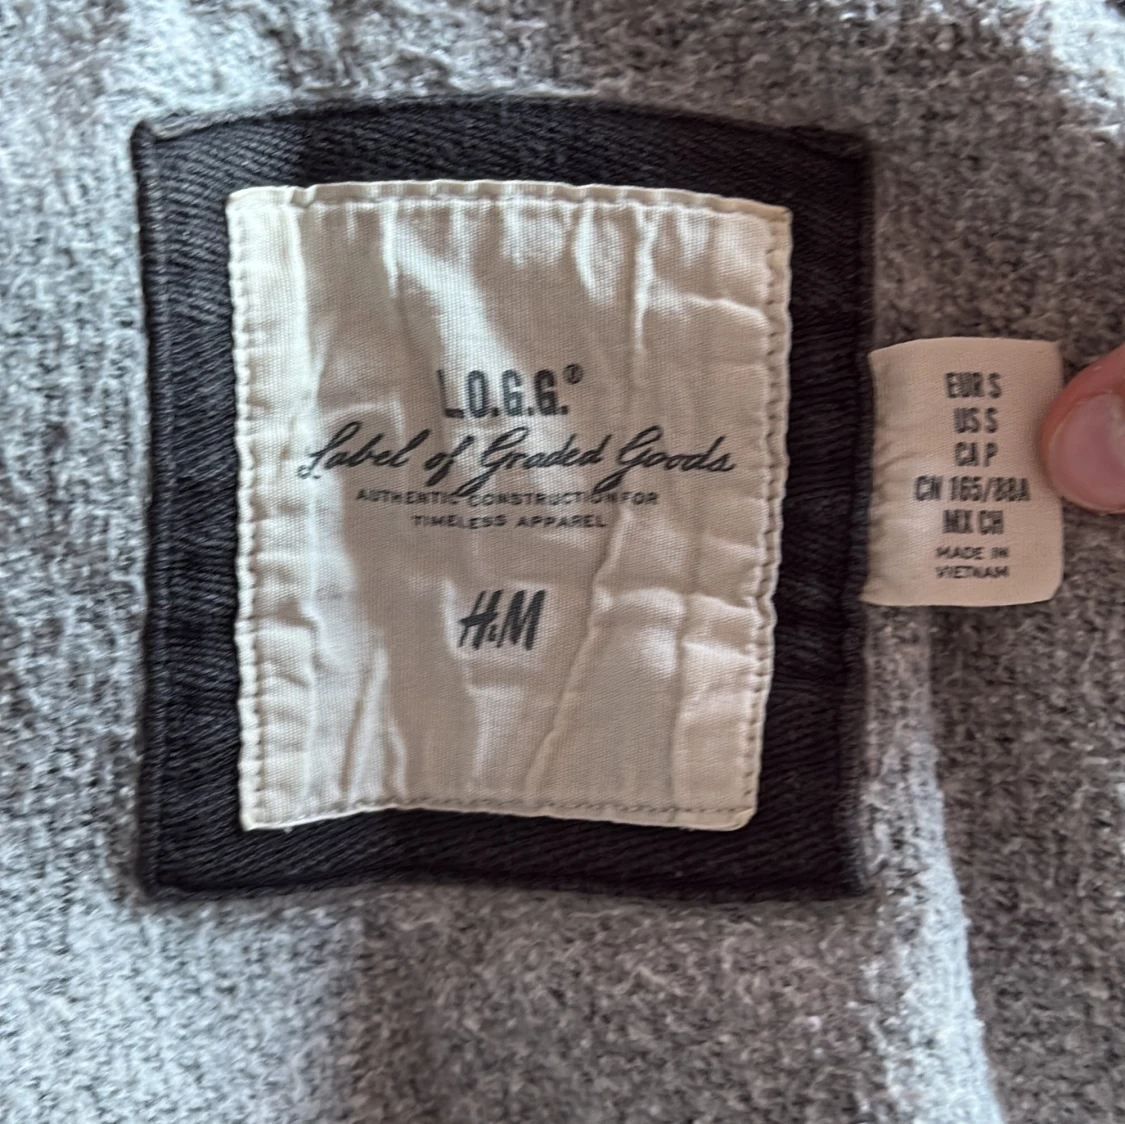 L.O.G.G.®
Label of Graded Goods
AUTHENTIC CONSTRUCTION FOR
TIMELESS APPAREL
H&M
EUR S
US S
CA P
CN 165/88A
MX CH
MADE IN
VIETNAM